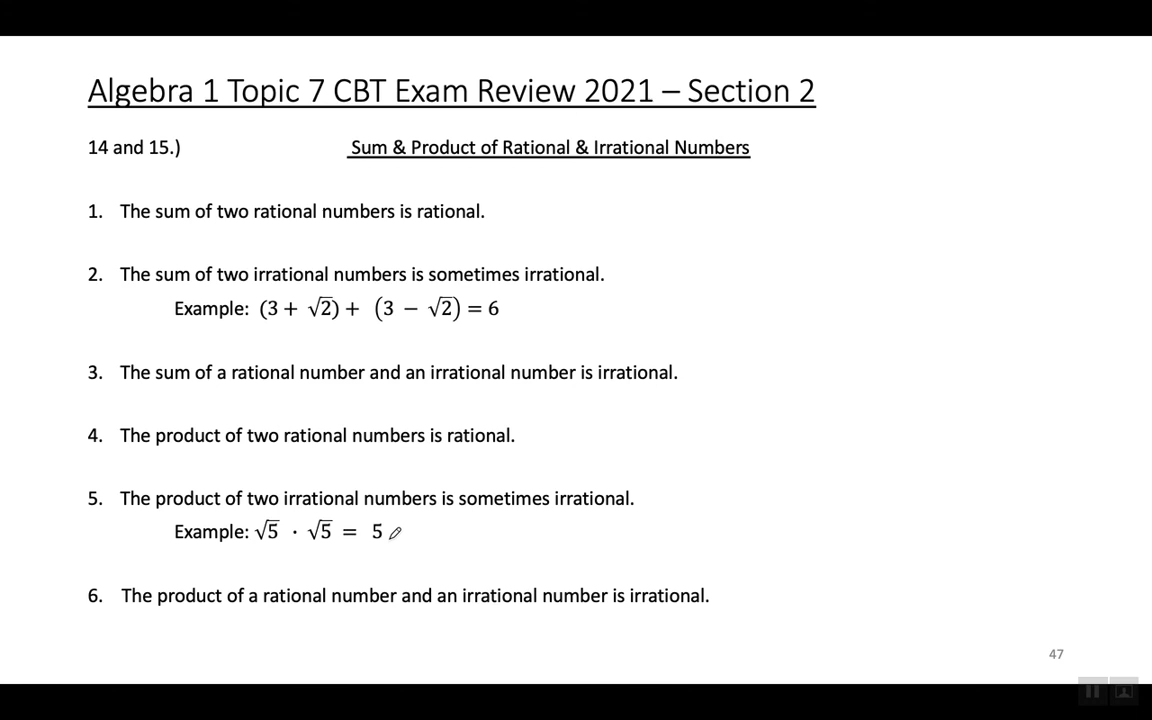 Algebra 1 Topic 7 CBT Exam Review 2021 – Section 2
14 and 15.) Sum & Product of Rational & Irrational Numbers
1. The sum of two rational numbers is rational.
2. The sum of two irrational numbers is sometimes irrational.
Example: (3 + √2) + (3 − √2) = 6
3. The sum of a rational number and an irrational number is irrational.
4. The product of two rational numbers is rational.
5. The product of two irrational numbers is sometimes irrational.
Example: √5 · √5 = 5
6. The product of a rational number and an irrational number is irrational.
47